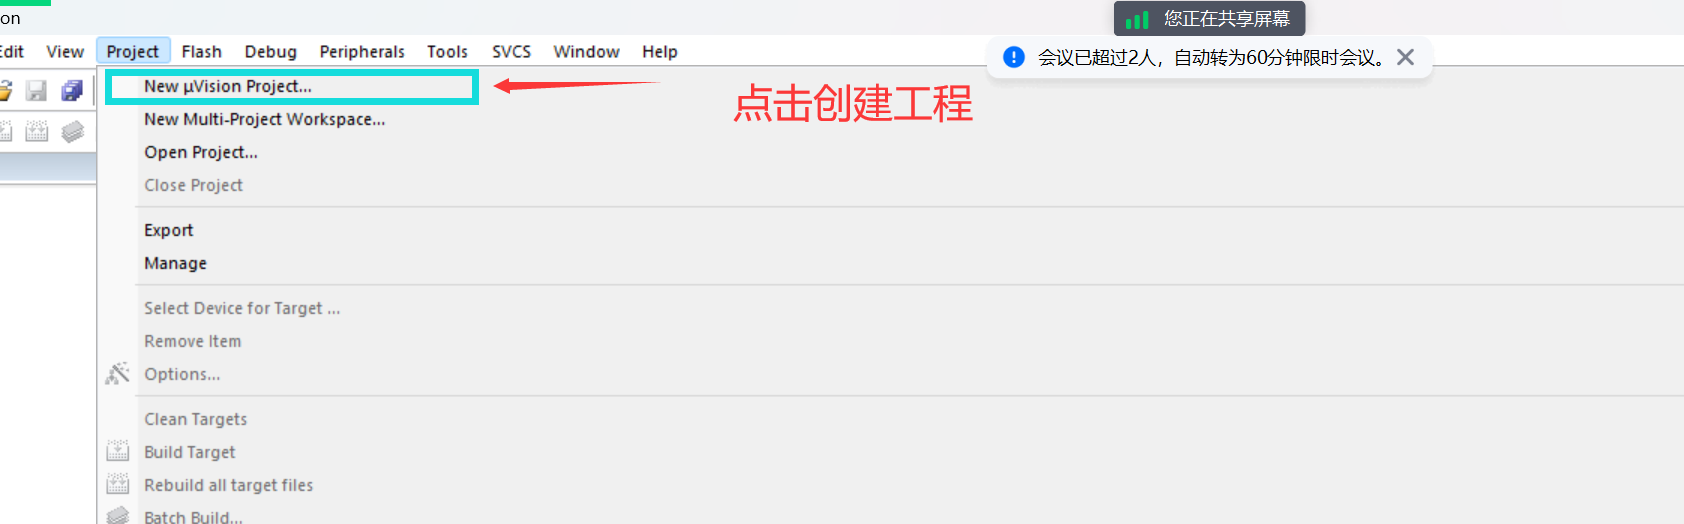 on
您正在共享屏幕
Edit View Project Flash Debug Peripherals Tools SVCS Window Help
会议已超过2人，自动转为60分钟限时会议。
New µVision Project...
点击创建工程
New Multi-Project Workspace...
Open Project...
Close Project
Export
Manage
Select Device for Target ...
Remove Item
Options...
Clean Targets
Build Target
Rebuild all target files
Batch Build...